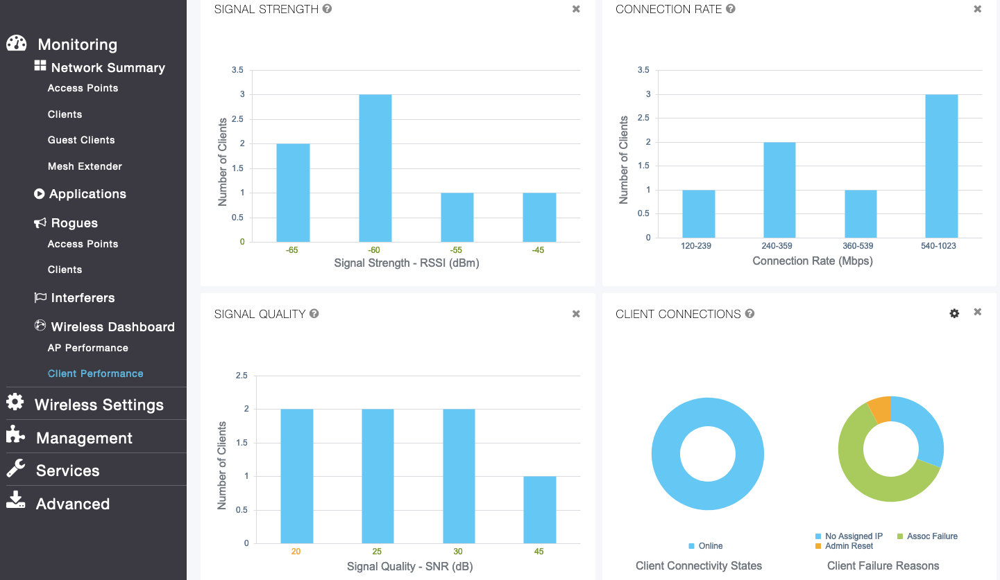 Monitoring
Network Summary
Access Points
Clients
Guest Clients
Mesh Extender
Applications
Rogues
Access Points
Clients
Interferers
Wireless Dashboard
AP Performance
Client Performance
Wireless Settings
Management
Services
Advanced
SIGNAL STRENGTH
3.5
3
2.5
2
1.5
1
0.5
0
Number of Clients
-65 -60 -55 -45
Signal Strength - RSSI (dBm)
CONNECTION RATE
3.5
3
2.5
2
1.5
1
0.5
0
Number of Clients
120-239 240-359 360-539 540-1023
Connection Rate (Mbps)
SIGNAL QUALITY
2.5
2
1.5
1
0.5
0
Number of Clients
20 25 30 45
Signal Quality - SNR (dB)
CLIENT CONNECTIONS
Online
Client Connectivity States
No Assigned IP Assoc Failure
Admin Reset
Client Failure Reasons